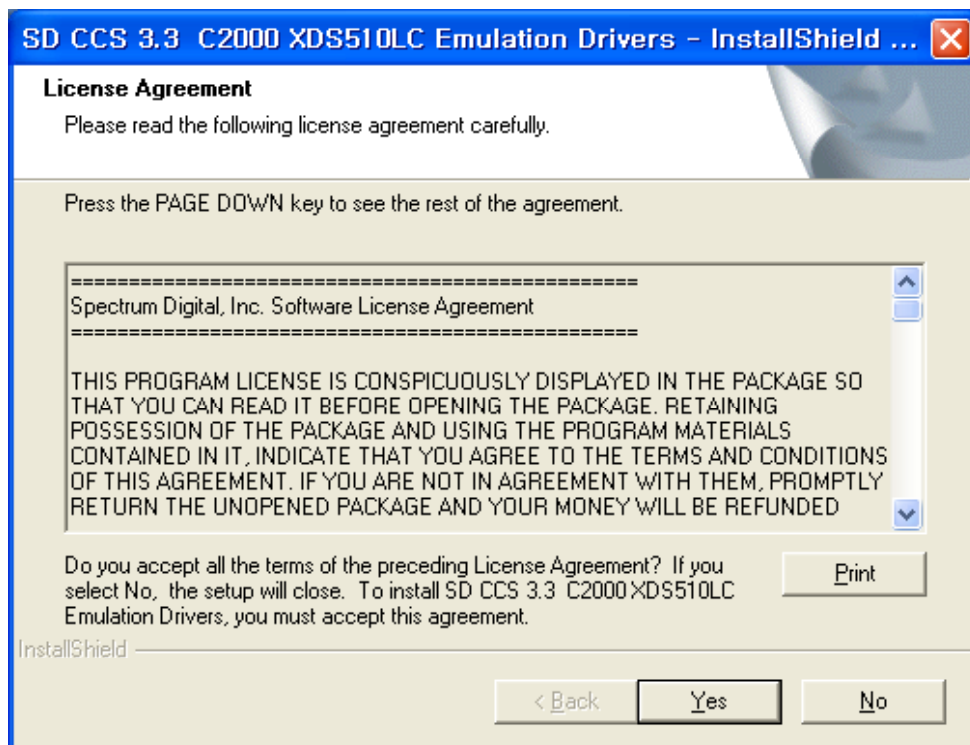 SD CCS 3.3  C2000 XDS510LC Emulation Drivers - InstallShield ...
License Agreement
Please read the following license agreement carefully.
Press the PAGE DOWN key to see the rest of the agreement.
=================================================
Spectrum Digital, Inc. Software License Agreement
=================================================
THIS PROGRAM LICENSE IS CONSPICUOUSLY DISPLAYED IN THE PACKAGE SO
THAT YOU CAN READ IT BEFORE OPENING THE PACKAGE. RETAINING
POSSESSION OF THE PACKAGE AND USING THE PROGRAM MATERIALS
CONTAINED IN IT, INDICATE THAT YOU AGREE TO THE TERMS AND CONDITIONS
OF THIS AGREEMENT. IF YOU ARE NOT IN AGREEMENT WITH THEM, PROMPTLY
RETURN THE UNOPENED PACKAGE AND YOUR MONEY WILL BE REFUNDED
Do you accept all the terms of the preceding License Agreement?  If you
select No,  the setup will close.  To install SD CCS 3.3  C2000 XDS510LC
Emulation Drivers, you must accept this agreement.
Print
InstallShield
< Back
Yes
No